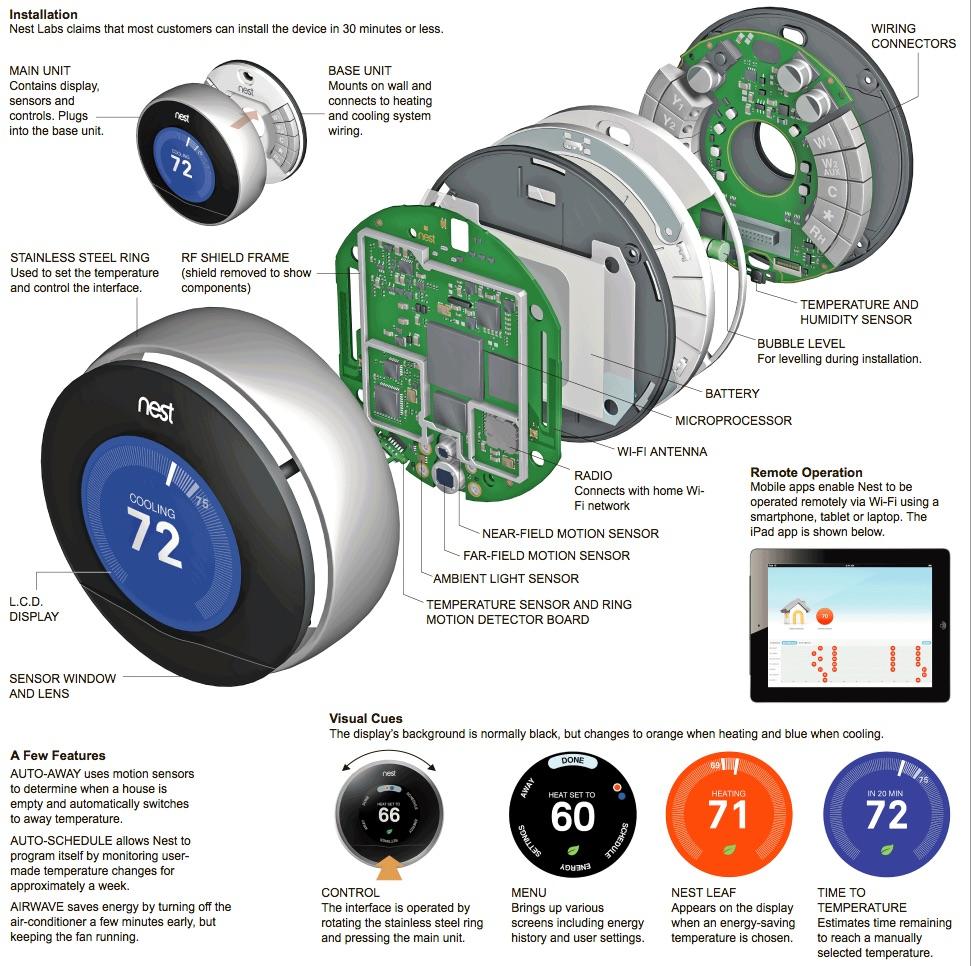 Installation
Nest Labs claims that most customers can install the device in 30 minutes or less.
MAIN UNIT
Contains display,
sensors and
controls. Plugs
into the base unit.
nest
COOLING
72
nest
BASE UNIT
Mounts on wall and
connects to heating
and cooling system
wiring.
WIRING
CONNECTORS
Y1
Y2
W1
W2
AUX
C
*
RH
TEMPERATURE AND
HUMIDITY SENSOR
BUBBLE LEVEL
For levelling during installation.
BATTERY
MICROPROCESSOR
WI-FI ANTENNA
RADIO
Connects with home Wi-
Fi network
NEAR-FIELD MOTION SENSOR
FAR-FIELD MOTION SENSOR
AMBIENT LIGHT SENSOR
TEMPERATURE SENSOR AND RING
MOTION DETECTOR BOARD
STAINLESS STEEL RING
Used to set the temperature
and control the interface.
RF SHIELD FRAME
(shield removed to show
components)
nest
nest
75
COOLING
72
L.C.D.
DISPLAY
SENSOR WINDOW
AND LENS
Remote Operation
Mobile apps enable Nest to be
operated remotely via Wi-Fi using a
smartphone, tablet or laptop. The
iPad app is shown below.
70
A Few Features
AUTO-AWAY uses motion sensors
to determine when a house is
empty and automatically switches
to away temperature.
AUTO-SCHEDULE allows Nest to
program itself by monitoring user-
made temperature changes for
approximately a week.
AIRWAVE saves energy by turning off the
air-conditioner a few minutes early, but
keeping the fan running.
Visual Cues
The display's background is normally black, but changes to orange when heating and blue when cooling.
nest
HEAT SET TO
66
CONTROL
The interface is operated by
rotating the stainless steel ring
and pressing the main unit.
DONE
AWAY
HEAT SET TO
60
SETTINGS
SCHEDULE
ENERGY
MENU
Brings up various
screens including energy
history and user settings.
69
HEATING
71
NEST LEAF
Appears on the display
when an energy-saving
temperature is chosen.
75
IN 20 MIN
72
TIME TO
TEMPERATURE
Estimates time remaining
to reach a manually
selected temperature.